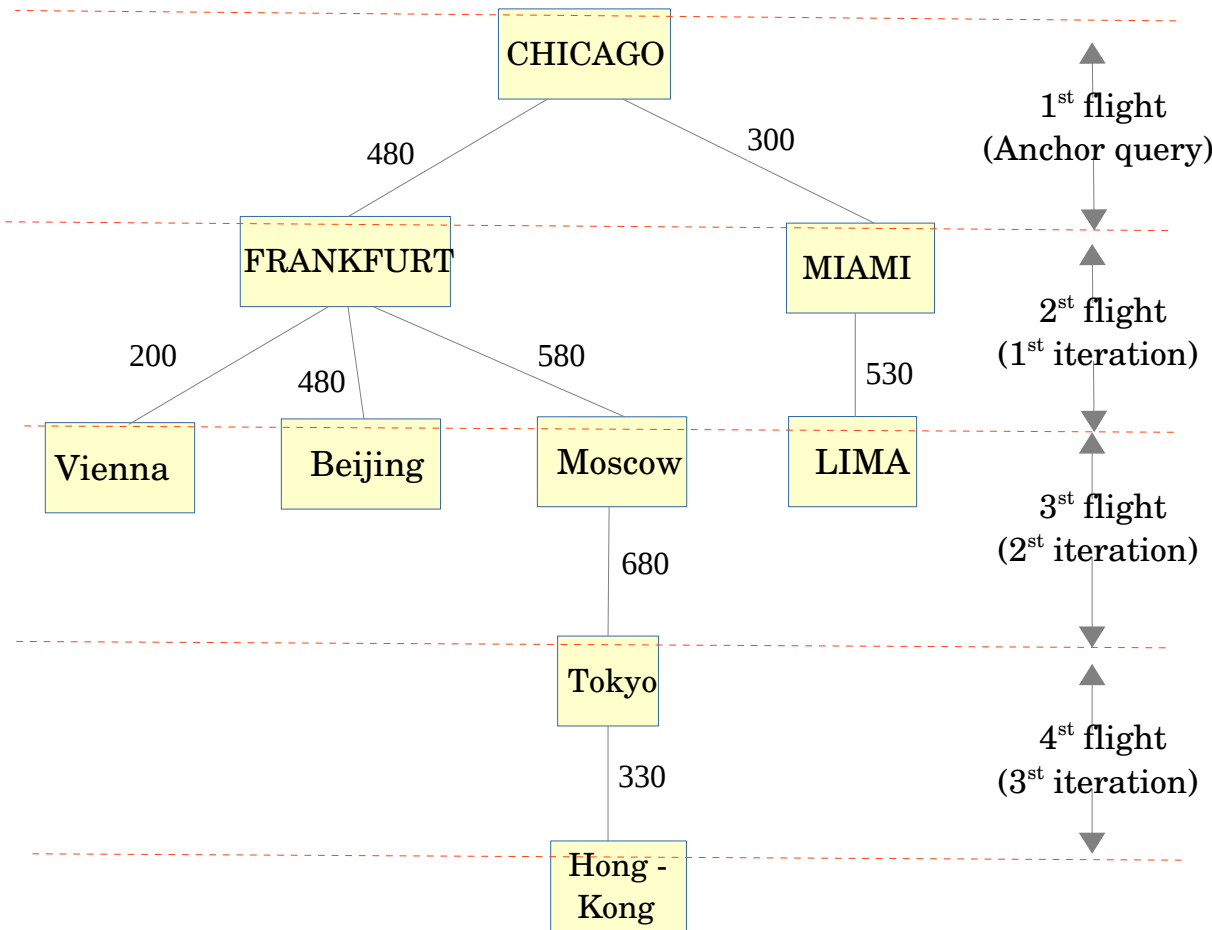 CHICAGO
1st flight
(Anchor query)
480
300
FRANKFURT
MIAMI
2st flight
(1st iteration)
200
480
580
530
Vienna
Beijing
Moscow
LIMA
3st flight
(2st iteration)
680
Tokyo
4st flight
(3st iteration)
330
Hong -
Kong